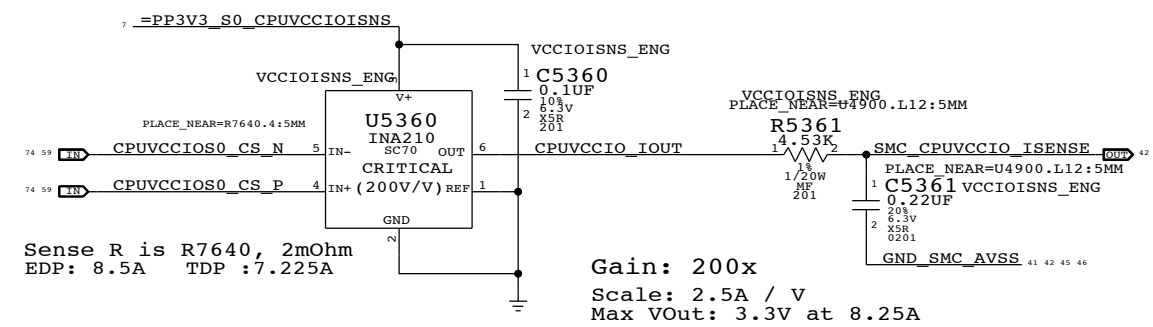 7 =PP3V3_S0_CPUVCCIOISNS
VCCIOISNS_ENG
VCCIOISNS_ENG
3
V+
1
C5360
0.1UF
10%
6.3V
X5R
201
2
PLACE_NEAR=R7640.4:5MM
U5360
INA210
SC70
CRITICAL
(200V/V)
74 59 IN CPUVCCIOS0_CS_N 5 IN- OUT 6 CPUVCCIO_IOUT
74 59 IN CPUVCCIOS0_CS_P 4 IN+ REF 1
GND
2
VCCIOISNS_ENG
PLACE_NEAR=U4900.L12:5MM
R5361
4.53K
1 2
1%
1/20W
MF
201
SMC_CPUVCCIO_ISENSE OUT 42
PLACE_NEAR=U4900.L12:5MM
1
C5361 VCCIOISNS_ENG
0.22UF
20%
6.3V
X5R
0201
2
GND_SMC_AVSS 41 42 45 46
Sense R is R7640, 2mOhm
EDP: 8.5A TDP :7.225A
Gain: 200x
Scale: 2.5A / V
Max VOut: 3.3V at 8.25A